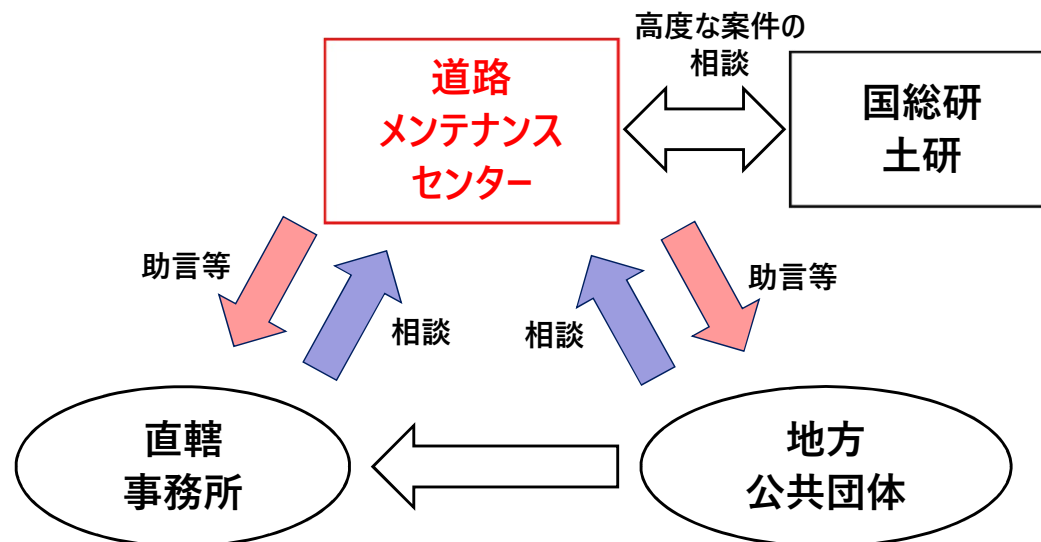 高度な案件の
相談
道路
メンテナンス
センター
国総研
土研
助言等
相談
相談
助言等
直轄
事務所
地方
公共団体